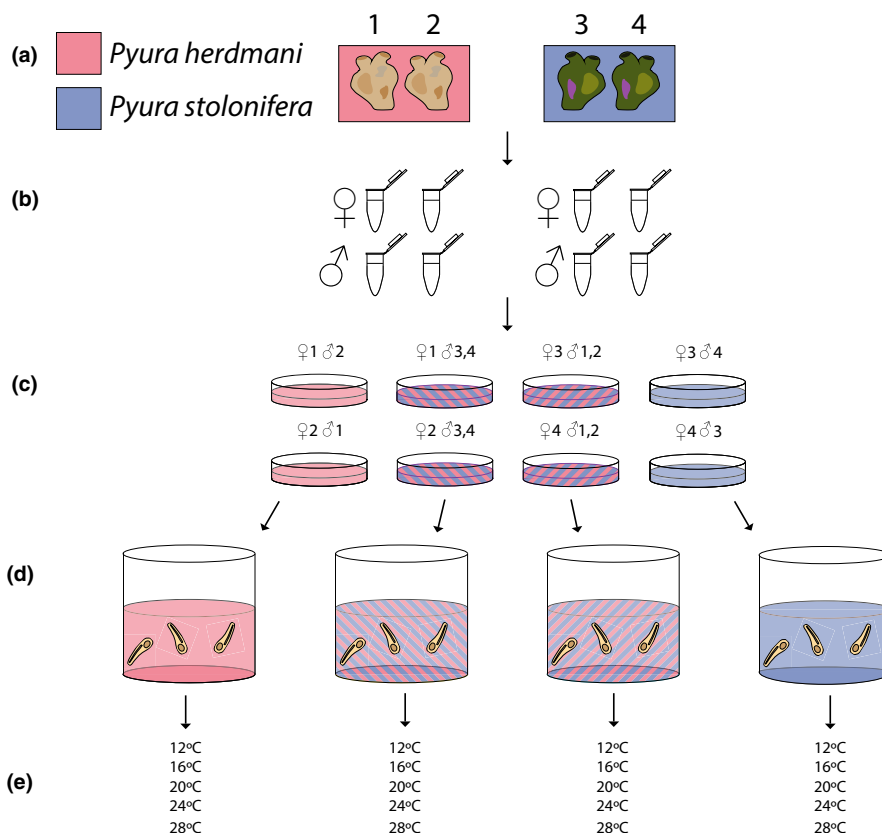 1 2 3 4
(a) Pyura herdmani
Pyura stolonifera
(b) ♀ ♀
♂ ♂
♀1 ♂2 ♀1 ♂3,4 ♀3 ♂1,2 ♀3 ♂4
(c)
♀2 ♂1 ♀2 ♂3,4 ♀4 ♂1,2 ♀4 ♂3
(d)
12ºC 12ºC 12ºC 12ºC
16ºC 16ºC 16ºC 16ºC
(e) 20ºC 20ºC 20ºC 20ºC
24ºC 24ºC 24ºC 24ºC
28ºC 28ºC 28ºC 28ºC